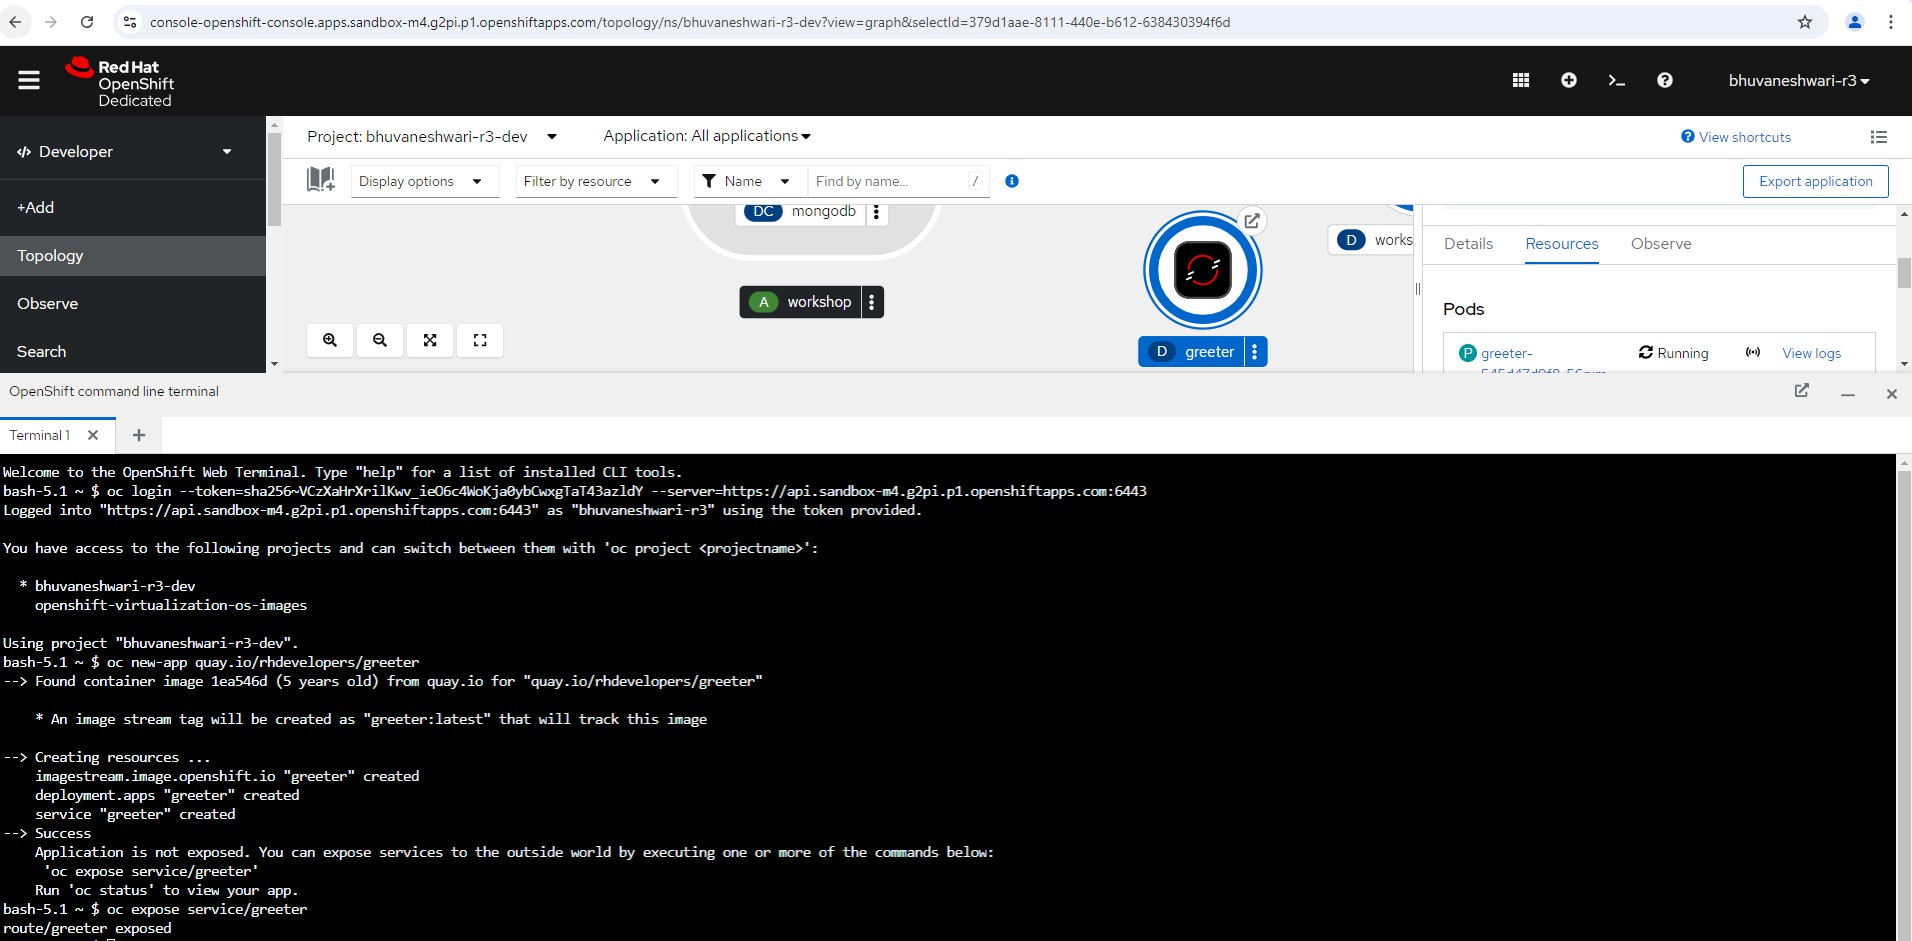 console-openshift-console.apps.sandbox-m4.g2pi.p1.openshiftapps.com/topology/ns/bhuvaneshwari-r3-dev?view=graph&selectId=379d1aae-8111-440e-b612-638430394f6d
Red Hat
OpenShift
Dedicated
bhuvaneshwari-r3
Developer
Project: bhuvaneshwari-r3-dev
Application: All applications
View shortcuts
Display options
Filter by resource
Name
Find by name...
/
Export application
+Add
Topology
Observe
Search
DC mongodb
A workshop
D greeter
D works
Details Resources Observe
Pods
P greeter-
Running
View logs
OpenShift command line terminal
Terminal 1
Welcome to the OpenShift Web Terminal. Type "help" for a list of installed CLI tools.
bash-5.1 ~ $ oc login --token=sha256~VCzXaHrXrilKwv_ieO6c4WoKja0ybCwxgTaT43azldY --server=https://api.sandbox-m4.g2pi.p1.openshiftapps.com:6443
Logged into "https://api.sandbox-m4.g2pi.p1.openshiftapps.com:6443" as "bhuvaneshwari-r3" using the token provided.
You have access to the following projects and can switch between them with 'oc project <projectname>':
* bhuvaneshwari-r3-dev
openshift-virtualization-os-images
Using project "bhuvaneshwari-r3-dev".
bash-5.1 ~ $ oc new-app quay.io/rhdevelopers/greeter
--> Found container image 1ea546d (5 years old) from quay.io for "quay.io/rhdevelopers/greeter"
* An image stream tag will be created as "greeter:latest" that will track this image
--> Creating resources ...
imagestream.image.openshift.io "greeter" created
deployment.apps "greeter" created
service "greeter" created
--> Success
Application is not exposed. You can expose services to the outside world by executing one or more of the commands below:
'oc expose service/greeter'
Run 'oc status' to view your app.
bash-5.1 ~ $ oc expose service/greeter
route/greeter exposed